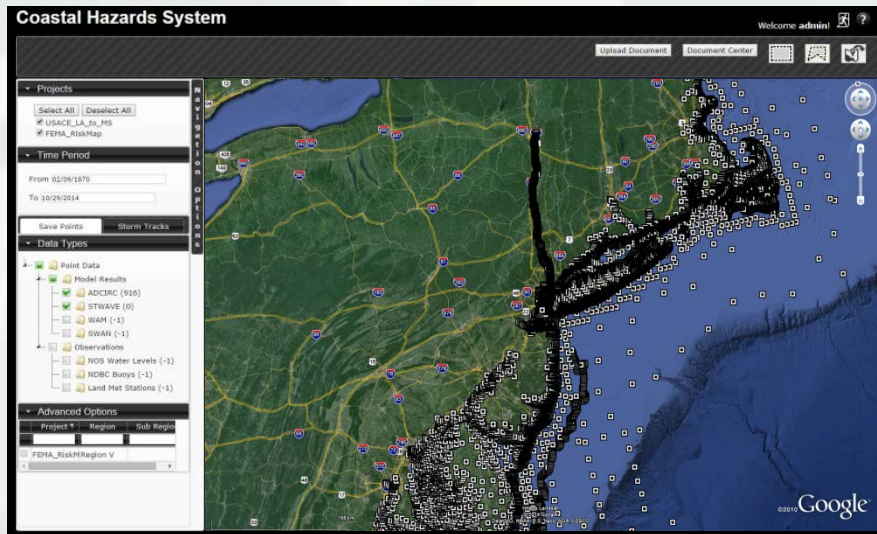 Coastal Hazards System
Welcome admin!
?
Upload Document
Document Center
Projects
Select All
Deselect All
USACE_LA_to_MS
FEMA_RiskMap
Time Period
From 02/09/1870
To 10/29/2014
Save Points
Storm Tracks
Data Types
Point Data
Model Results
ADCIRC (916)
STWAVE (0)
WAM (-1)
SWAN (-1)
Observations
NOS Water Levels (-1)
NDBC Buoys (-1)
Land Met Stations (-1)
Advanced Options
Project
Region
Sub Region
FEMA_RiskM
Region V
Navigation Options
©2010 Google